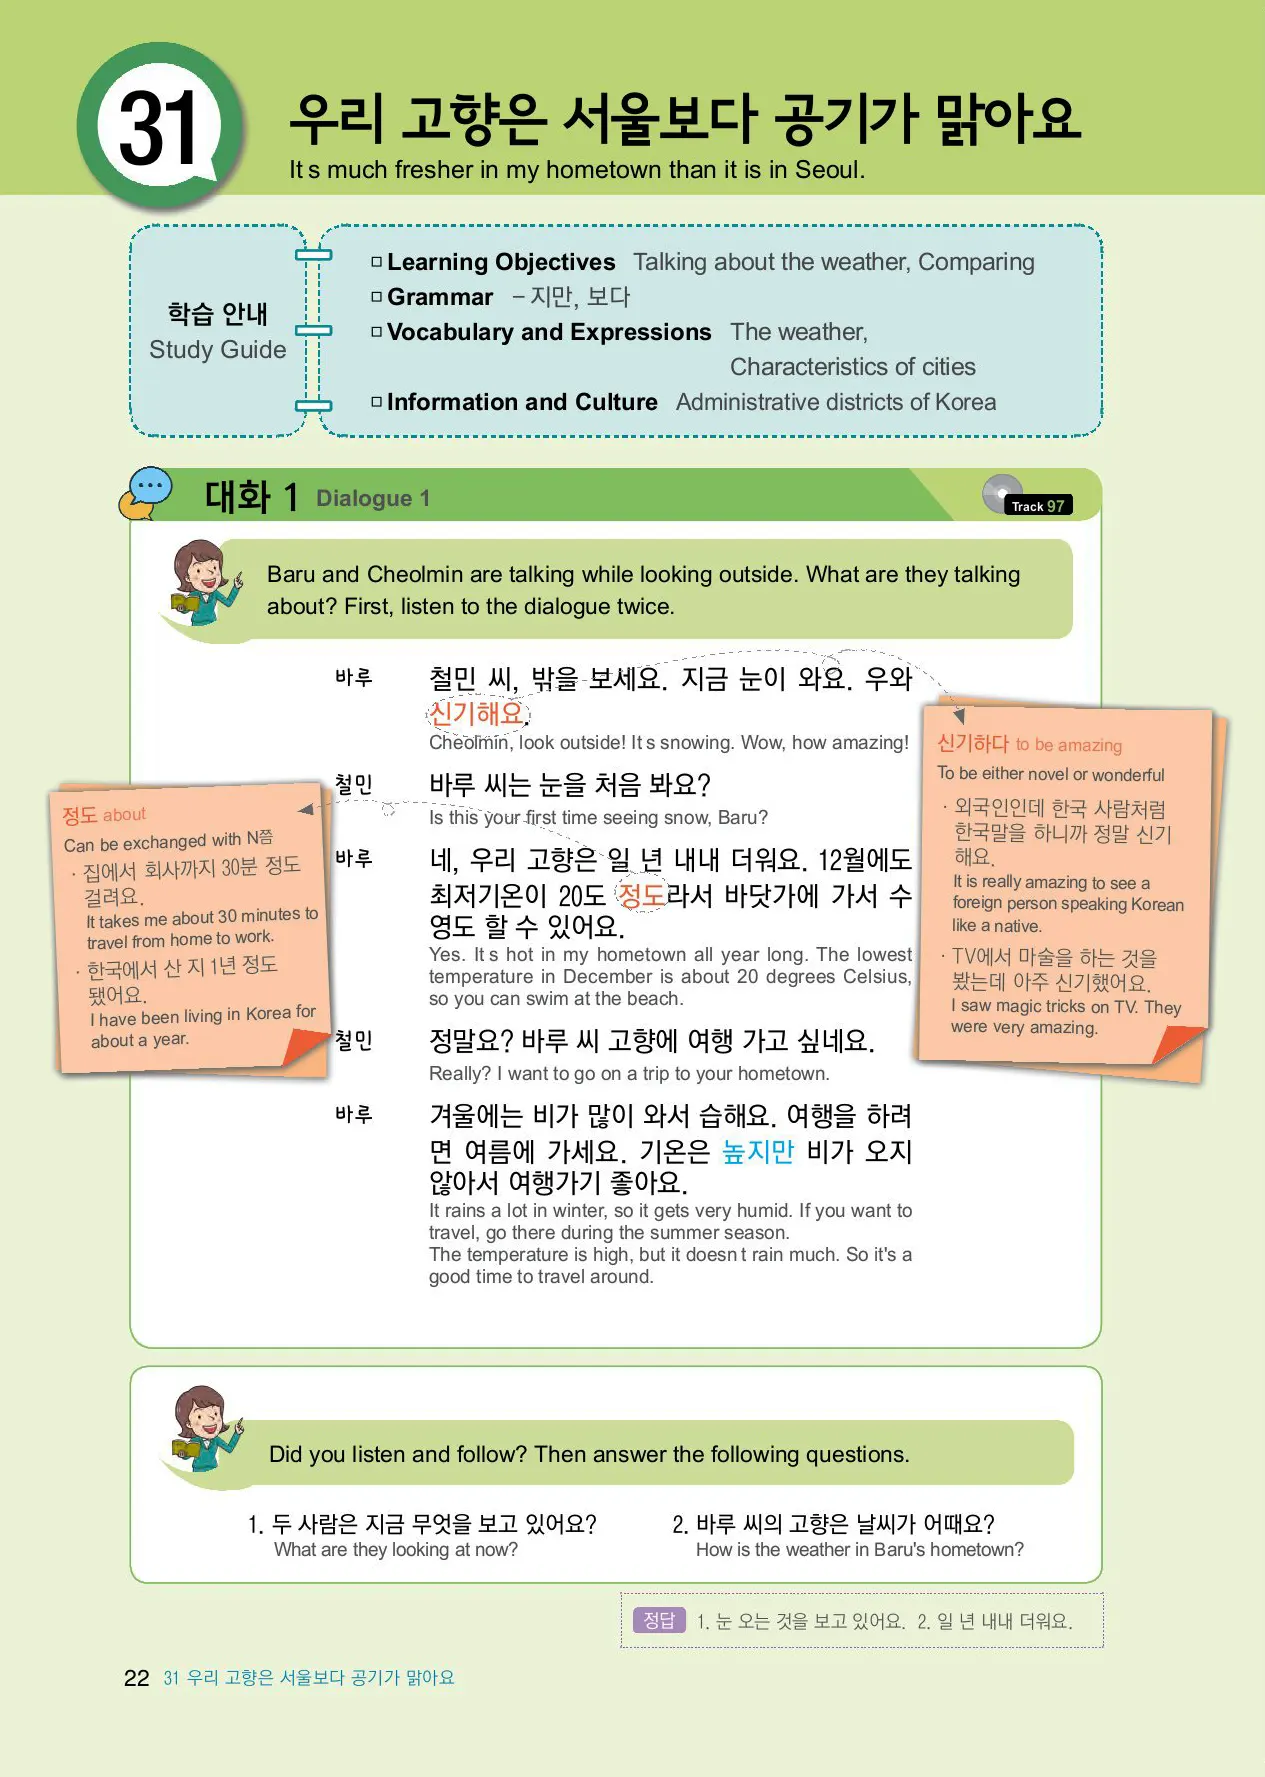 31
우리 고향은 서울보다 공기가 맑아요
It s much fresher in my hometown than it is in Seoul.
학습 안내
Study Guide
Learning Objectives Talking about the weather, Comparing
Grammar –지만, 보다
Vocabulary and Expressions The weather,
Characteristics of cities
Information and Culture Administrative districts of Korea
대화 1 Dialogue 1
Track 97
Baru and Cheolmin are talking while looking outside. What are they talking
about? First, listen to the dialogue twice.
바루 철민 씨, 밖을 보세요. 지금 눈이 와요. 우와
신기해요.
Cheolmin, look outside! It s snowing. Wow, how amazing!
철민 바루 씨는 눈을 처음 봐요?
Is this your first time seeing snow, Baru?
바루 네, 우리 고향은 일 년 내내 더워요. 12월에도
최저기온이 20도 정도라서 바닷가에 가서 수
영도 할 수 있어요.
Yes. It s hot in my hometown all year long. The lowest
temperature in December is about 20 degrees Celsius,
so you can swim at the beach.
철민 정말요? 바루 씨 고향에 여행 가고 싶네요.
Really? I want to go on a trip to your hometown.
바루 겨울에는 비가 많이 와서 습해요. 여행을 하려
면 여름에 가세요. 기온은 높지만 비가 오지
않아서 여행가기 좋아요.
It rains a lot in winter, so it gets very humid. If you want to
travel, go there during the summer season.
The temperature is high, but it doesn t rain much. So it's a
good time to travel around.
신기하다 to be amazing
To be either novel or wonderful
· 외국인인데 한국 사람처럼
한국말을 하니까 정말 신기
해요.
It is really amazing to see a
foreign person speaking Korean
like a native.
· TV에서 마술을 하는 것을
봤는데 아주 신기했어요.
I saw magic tricks on TV. They
were very amazing.
정도 about
Can be exchanged with N쯤
· 집에서 회사까지 30분 정도
걸려요.
It takes me about 30 minutes to
travel from home to work.
· 한국에서 산 지 1년 정도
됐어요.
I have been living in Korea for
about a year.
Did you listen and follow? Then answer the following questions.
1. 두 사람은 지금 무엇을 보고 있어요?
What are they looking at now?
2. 바루 씨의 고향은 날씨가 어때요?
How is the weather in Baru's hometown?
정답 1. 눈 오는 것을 보고 있어요. 2. 일 년 내내 더워요.
22 31 우리 고향은 서울보다 공기가 맑아요